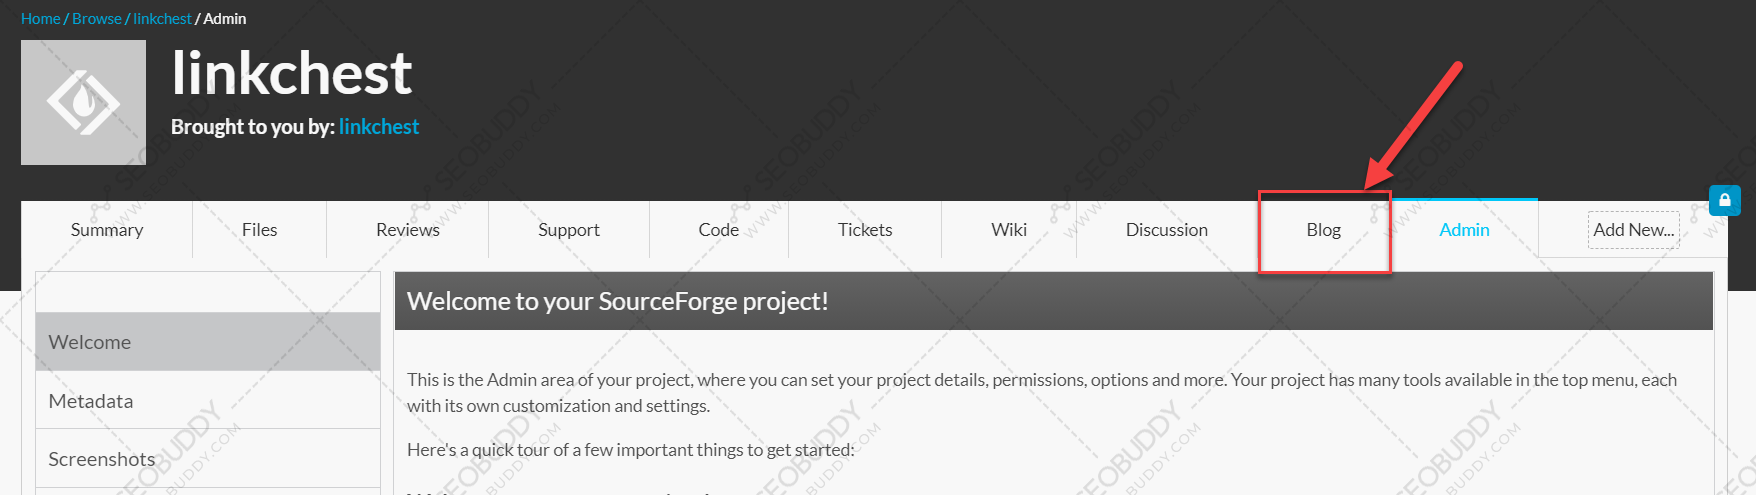 Home / Browse / linkchest / Admin
linkchest
Brought to you by: linkchest
Summary Files Reviews Support Code Tickets Wiki Discussion Blog Admin Add New...
Welcome to your SourceForge project!
Welcome
Metadata
Screenshots
This is the Admin area of your project, where you can set your project details, permissions, options and more. Your project has many tools available in the top menu, each
with its own customization and settings.
Here's a quick tour of a few important things to get started:
SEOBUDDY
WWW.SEOBUDDY.COM